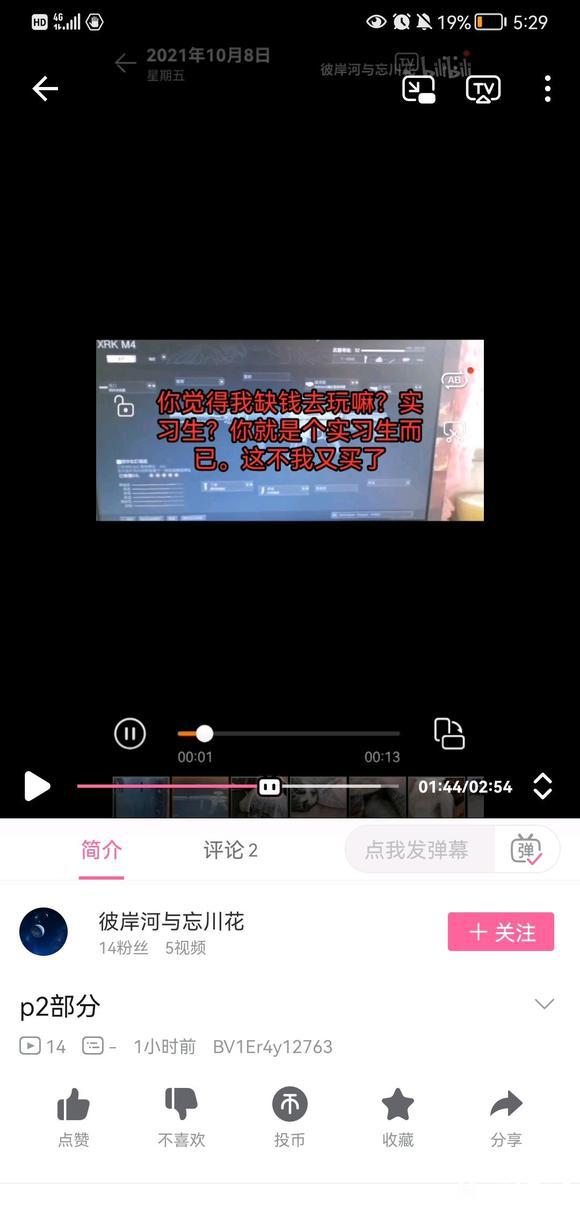 HD 4G 19% 5:29
2021年10月8日
星期五
彼岸河与忘川花 bilibili
TV
XRK M4
AB
你觉得我缺钱去玩嘛？实
习生？你就是个实习生而
已。这不我又买了
00:01 00:13
01:44/02:54
简介 评论 2 点我发弹幕 弹
彼岸河与忘川花
14粉丝 5视频
+ 关注
p2部分
14 - 1小时前 BV1Er4y12763
点赞 不喜欢 投币 收藏 分享